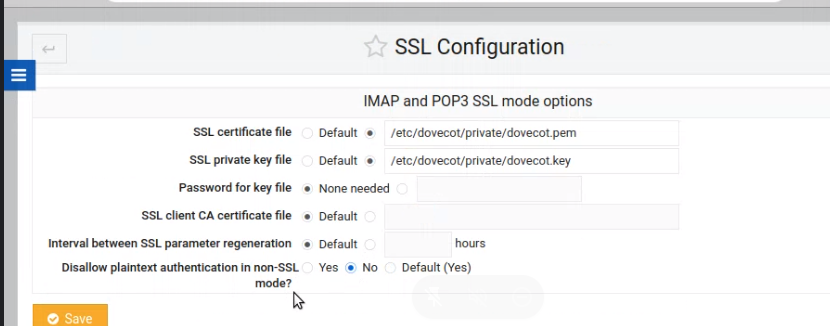 SSL Configuration
IMAP and POP3 SSL mode options
SSL certificate file Default /etc/dovecot/private/dovecot.pem
SSL private key file Default /etc/dovecot/private/dovecot.key
Password for key file None needed
SSL client CA certificate file Default
Interval between SSL parameter regeneration Default hours
Disallow plaintext authentication in non-SSL Yes No Default (Yes)
mode?
Save